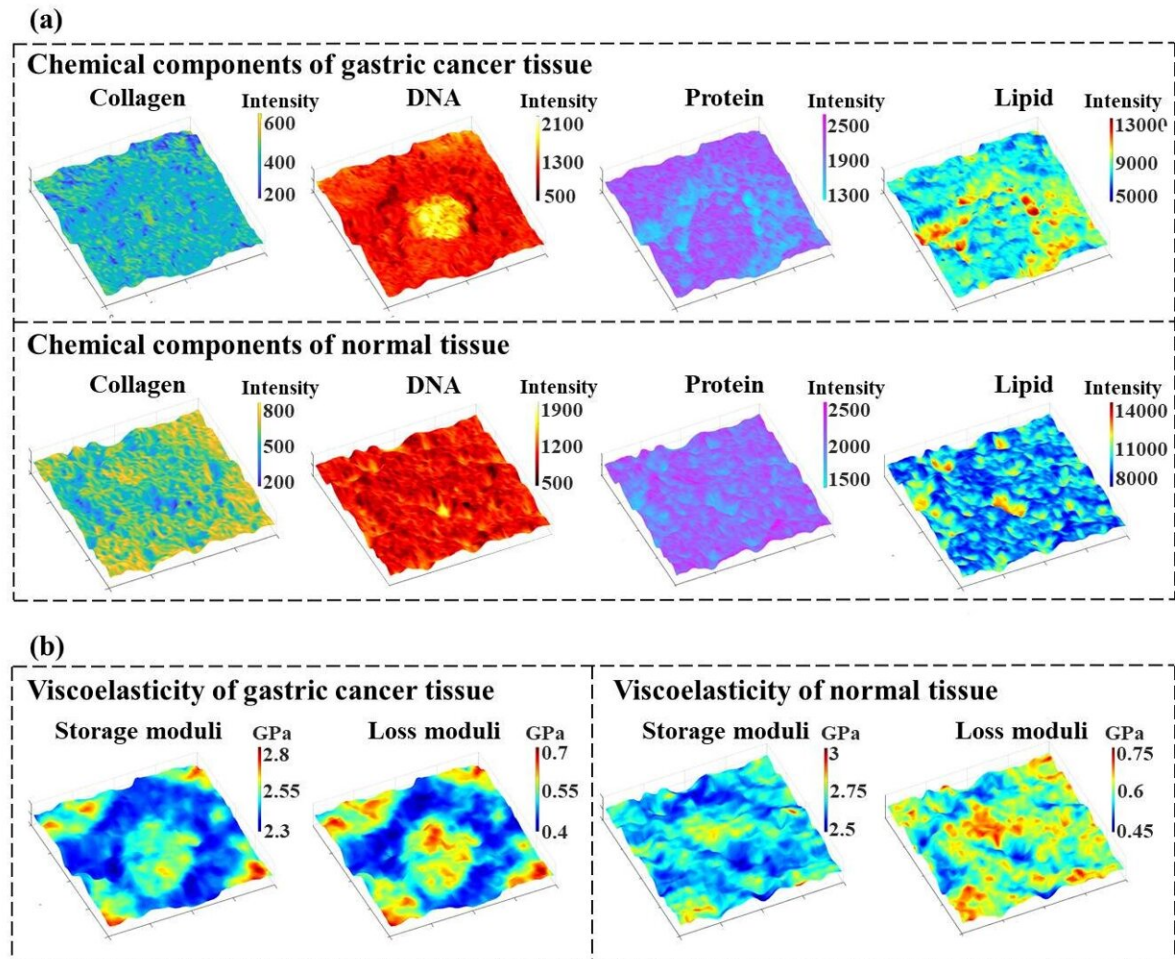 (a)
Chemical components of gastric cancer tissue
Collagen Intensity DNA Intensity Protein Intensity Lipid Intensity
600 2100 2500 13000
400 1300 1900 9000
200 500 1300 5000
Chemical components of normal tissue
Collagen Intensity DNA Intensity Protein Intensity Lipid Intensity
800 1900 2500 14000
500 1200 2000 11000
200 500 1500 8000
(b)
Viscoelasticity of gastric cancer tissue Viscoelasticity of normal tissue
Storage moduli GPa Loss moduli GPa Storage moduli GPa Loss moduli GPa
2.8 0.7 3 0.75
2.55 0.55 2.75 0.6
2.3 0.4 2.5 0.45